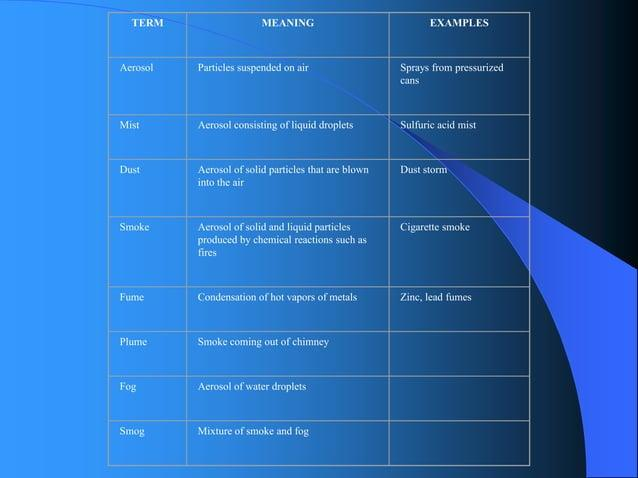 TERM MEANING EXAMPLES
Aerosol Particles suspended on air Sprays from pressurized
cans
Mist Aerosol consisting of liquid droplets Sulfuric acid mist
Dust Aerosol of solid particles that are blown Dust storm
into the air
Smoke Aerosol of solid and liquid particles Cigarette smoke
produced by chemical reactions such as
fires
Fume Condensation of hot vapors of metals Zinc, lead fumes
Plume Smoke coming out of chimney
Fog Aerosol of water droplets
Smog Mixture of smoke and fog